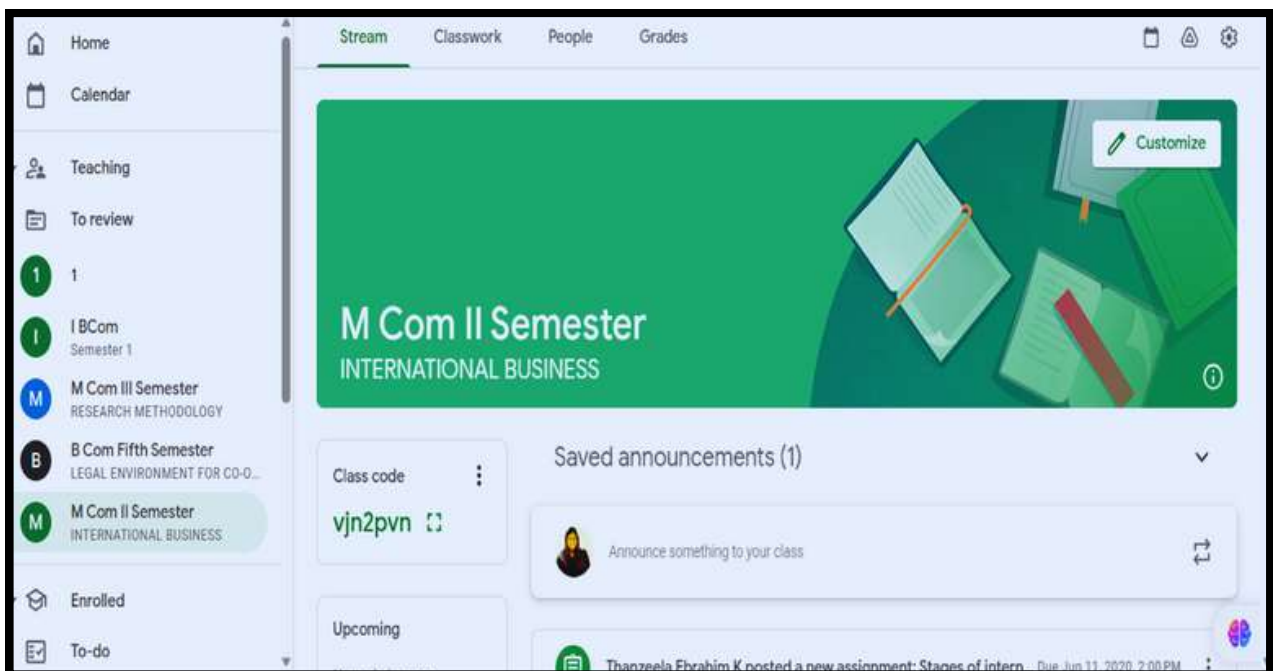 Home
Calendar
Teaching
To review
1
1
I
I BCom
Semester 1
M
M Com III Semester
RESEARCH METHODOLOGY
B
B Com Fifth Semester
LEGAL ENVIRONMENT FOR CO-O...
M
M Com II Semester
INTERNATIONAL BUSINESS
Enrolled
To-do
Stream Classwork People Grades
Customize
M Com II Semester
INTERNATIONAL BUSINESS
Class code
vjn2pvn
Upcoming
Saved announcements (1)
Announce something to your class
Thanzeela Ebrahim K posted a new assignment: Stages of intern... Due Jun 11, 2020, 2:00 PM